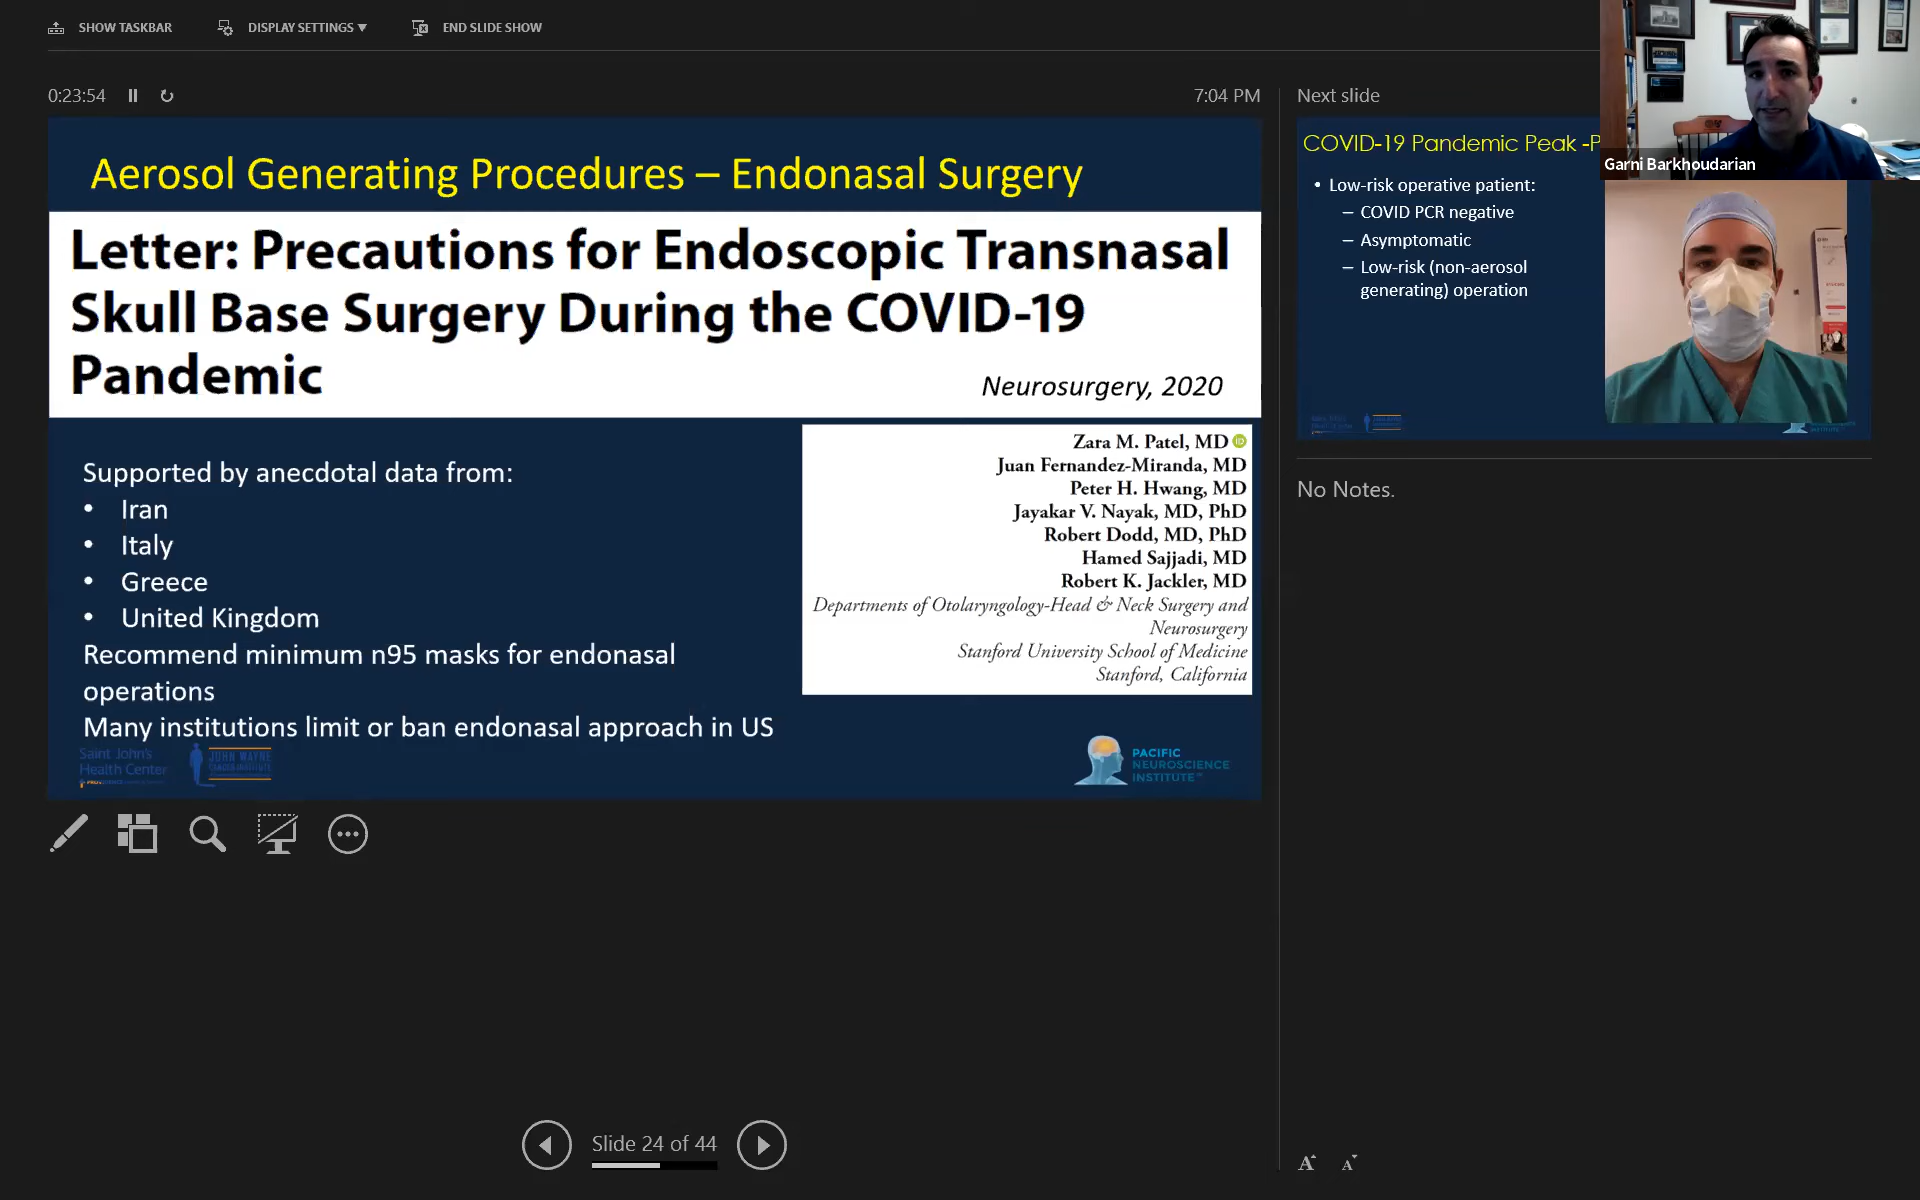 SHOW TASKBAR
DISPLAY SETTINGS ▼
END SLIDE SHOW
0:23:54
7:04 PM
Aerosol Generating Procedures – Endonasal Surgery
Letter: Precautions for Endoscopic Transnasal
Skull Base Surgery During the COVID-19
Pandemic
Neurosurgery, 2020
Supported by anecdotal data from:
• Iran
• Italy
• Greece
• United Kingdom
Recommend minimum n95 masks for endonasal
operations
Many institutions limit or ban endonasal approach in US
Zara M. Patel, MD
Juan Fernandez-Miranda, MD
Peter H. Hwang, MD
Jayakar V. Nayak, MD, PhD
Robert Dodd, MD, PhD
Hamed Sajjadi, MD
Robert K. Jackler, MD
Departments of Otolaryngology-Head & Neck Surgery and
Neurosurgery
Stanford University School of Medicine
Stanford, California
Saint John's
Health Center
JOHN WAYNE
PACIFIC
NEUROSCIENCE
INSTITUTE
Slide 24 of 44
Next slide
COVID-19 Pandemic Peak -P
• Low-risk operative patient:
– COVID PCR negative
– Asymptomatic
– Low-risk (non-aerosol
generating) operation
Garni Barkhoudarian
No Notes.
A
A